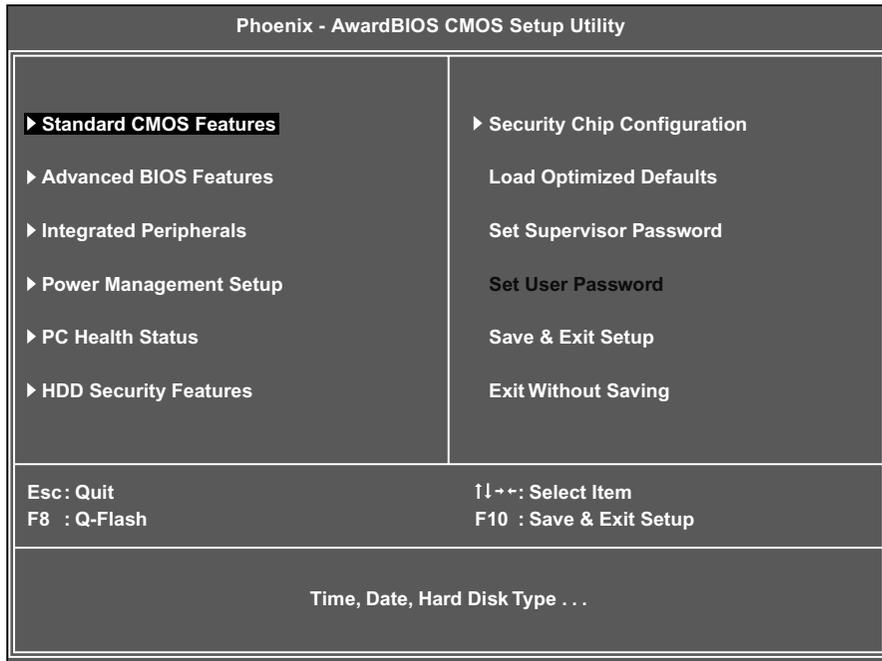 Phoenix - AwardBIOS CMOS Setup Utility
Standard CMOS Features
Advanced BIOS Features
Integrated Peripherals
Power Management Setup
PC Health Status
HDD Security Features
Security Chip Configuration
Load Optimized Defaults
Set Supervisor Password
Set User Password
Save & Exit Setup
Exit Without Saving
Esc: Quit
F8 : Q-Flash
↑↓→←: Select Item
F10 : Save & Exit Setup
Time, Date, Hard Disk Type . . .